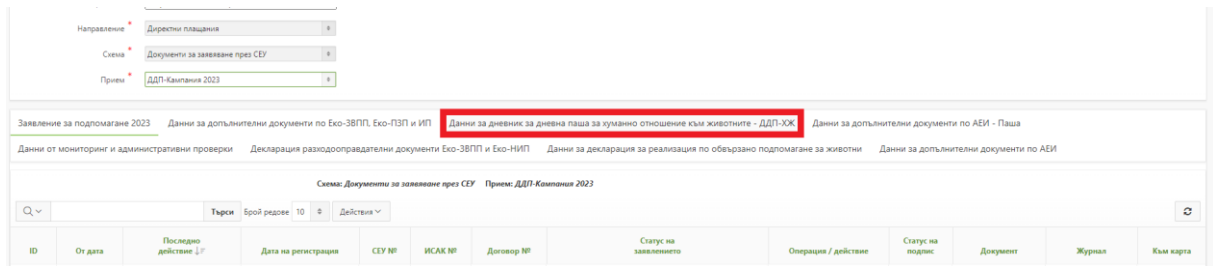 Направление * Директни плащания
Схема * Документи за заявяване през СЕУ
Прием * ДДП-Кампания 2023
Заявление за подпомагане 2023 Данни за допълнителни документи по Еко-ЗВПП, Еко-ПЗП и ИП Данни за дневник за дневна паша за хуманно отношение към животните - ДДП-ХЖ Данни за допълнителни документи по АЕИ - Паша
Данни от мониторинг и административни проверки Декларация разходооправдателни документи Еко-ЗВПП и Еко-НИП Данни за декларация за реализация по обвързано подпомагане за животни Данни за допълнителни документи по АЕИ
Схема: Документи за заявяване през СЕУ Прием: ДДП-Кампания 2023
Търси Брой редове 10 Действия
ID От дата Последно действие Дата на регистрация СЕУ № ИСАК № Договор № Статус на заявлението Операция / действие Статус на подпис Документ Журнал Към карта